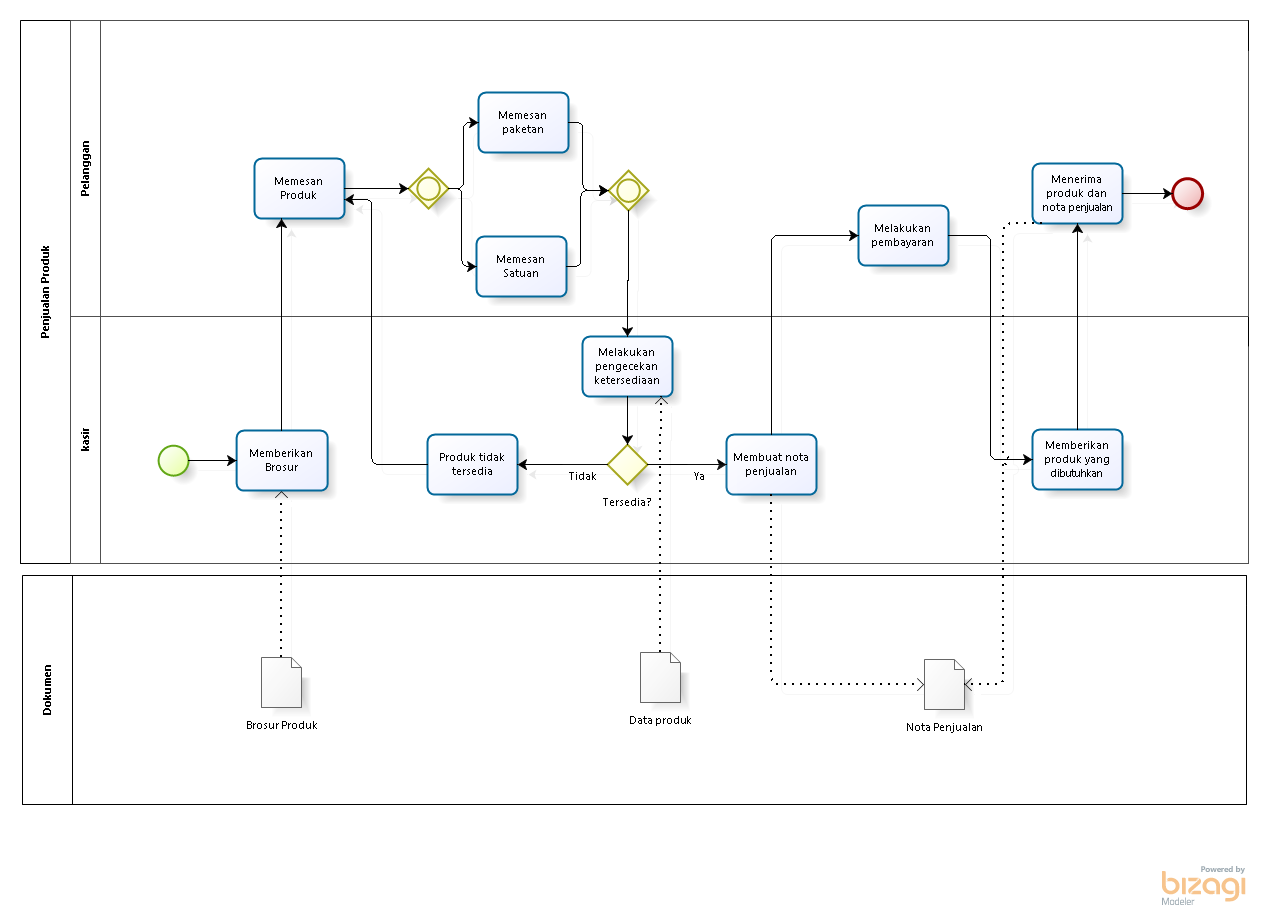 Penjualan Produk
Pelanggan
Memesan
Produk
Memesan
paketan
Memesan
Satuan
Melakukan
pembayaran
Menerima
produk dan
nota penjualan
kasir
Memberikan
Brosur
Produk tidak
tersedia
Melakukan
pengecekan
ketersediaan
Tidak
Ya
Tersedia?
Membuat nota
penjualan
Memberikan
produk yang
dibutuhkan
Dokumen
Brosur Produk
Data produk
Nota Penjualan
Powered by
bizagi
Modeler